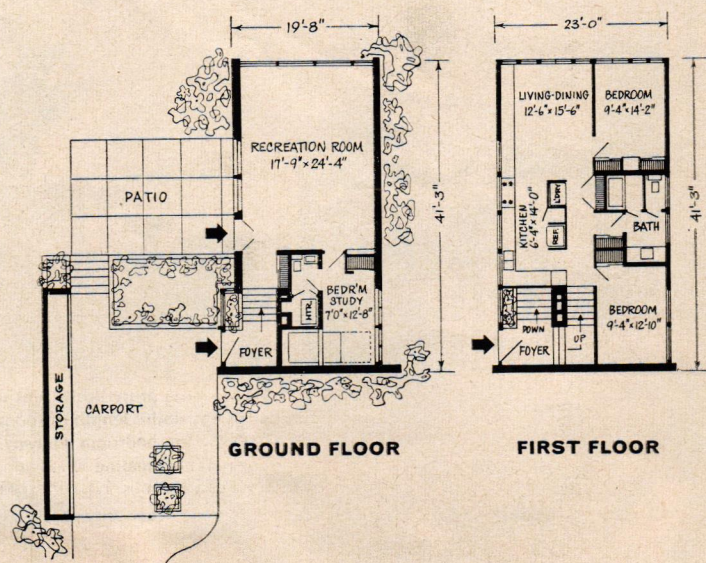 19'-8"
RECREATION ROOM
17'-9" x 24'-4"
PATIO
41'-3"
BEDR'M
STUDY
7'0" x 12'-8"
HTR.
FOYER
STORAGE
CARPORT
GROUND FLOOR
23'-0"
LIVING-DINING
12'-6" x 15'-6"
BEDROOM
9'-4" x 14'-2"
KITCHEN
6'-4" x 14'-0"
L'DRY
REF.
BATH
41'-3"
BEDROOM
9'-4" x 12'-10"
DOWN
UP
FOYER
FIRST FLOOR